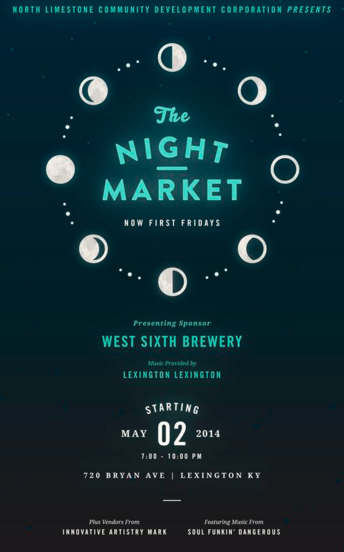 NORTH LIMESTONE COMMUNITY DEVELOPMENT CORPORATION PRESENTS
The
NIGHT
MARKET
NOW FIRST FRIDAYS
Presenting Sponsor
WEST SIXTH BREWERY
Music Provided by
LEXINGTON LEXINGTON
STARTING
MAY 02 2014
7:00 - 10:00 PM
720 BRYAN AVE | LEXINGTON KY
Plus Vendors From
INNOVATIVE ARTISTRY MARK
Featuring Music From
SOUL FUNKIN' DANGEROUS